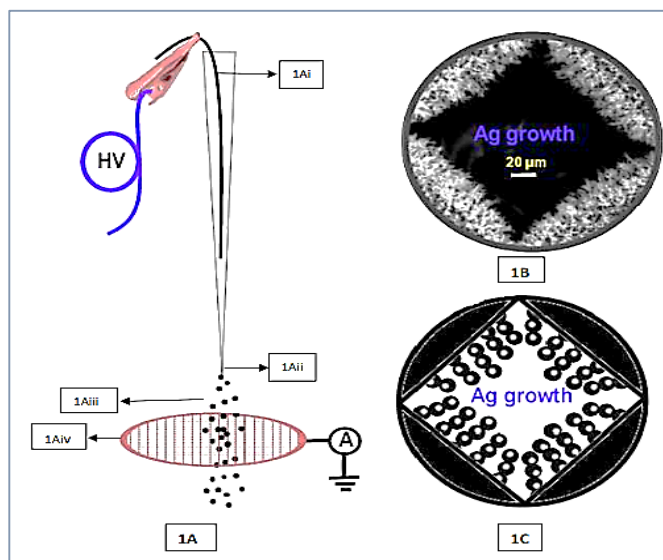 1Ai
HV
1Aii
1Aiii
1Aiv
A
1A
Ag growth
20 µm
1B
Ag growth
1C